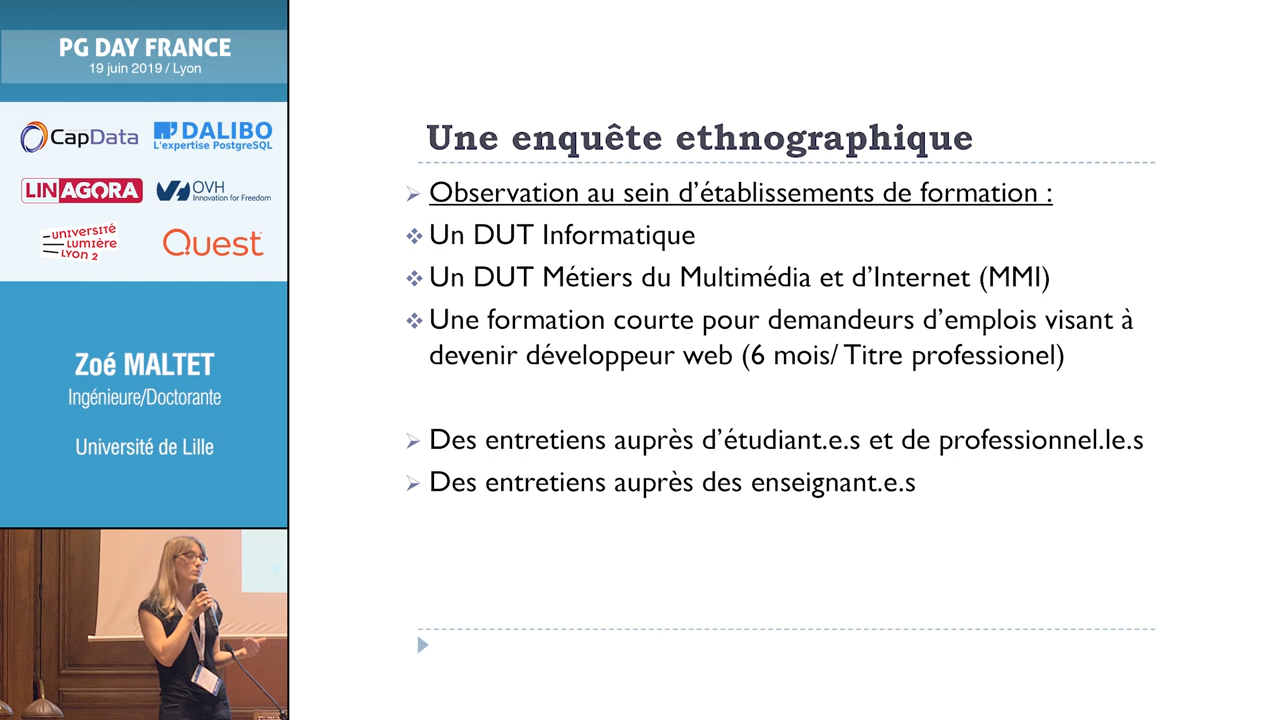 PG DAY FRANCE
19 juin 2019 / Lyon
CapData
DALIBO
L'expertise PostgreSQL
LINAGORA
OVH
Innovation for Freedom
UNIVERSITÉ
LUMIÈRE
LYON 2
Quest
Zoé MALTET
Ingénieure/Doctorante
Université de Lille
Une enquête ethnographique
Observation au sein d’établissements de formation :
Un DUT Informatique
Un DUT Métiers du Multimédia et d’Internet (MMI)
Une formation courte pour demandeurs d’emplois visant à
devenir développeur web (6 mois/ Titre professionel)
Des entretiens auprès d’étudiant.e.s et de professionnel.le.s
Des entretiens auprès des enseignant.e.s